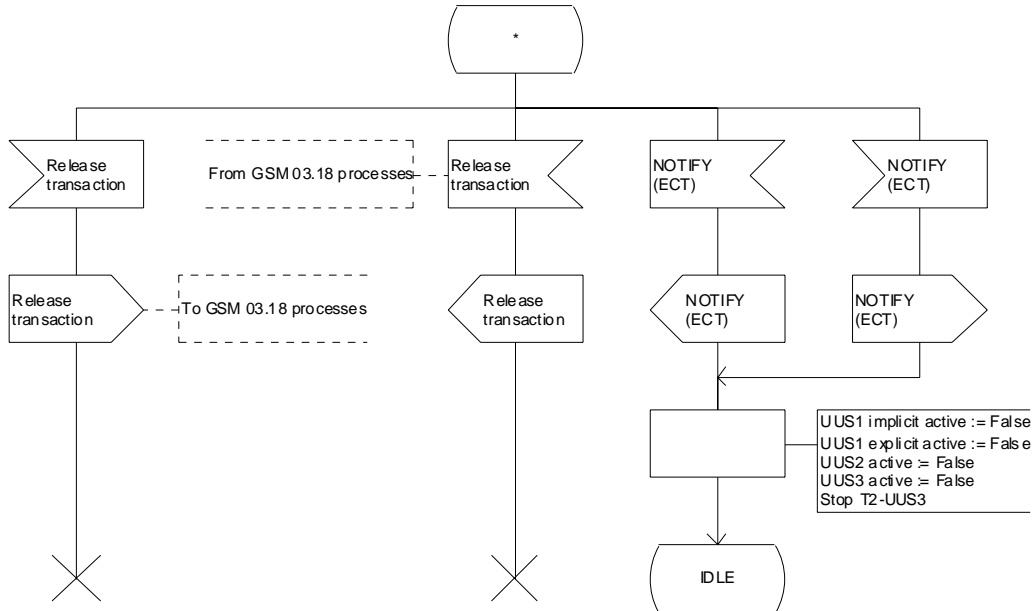 *
Release
transaction
From GSM 03.18 processes
Release
transaction
NOTIFY
(ECT)
NOTIFY
(ECT)
Release
transaction
To GSM 03.18 processes
Release
transaction
NOTIFY
(ECT)
NOTIFY
(ECT)
UUS1 implicit active := False
UUS1 explicit active := False
UUS2 active := False
UUS3 active := False
Stop T2-UUS3
IDLE